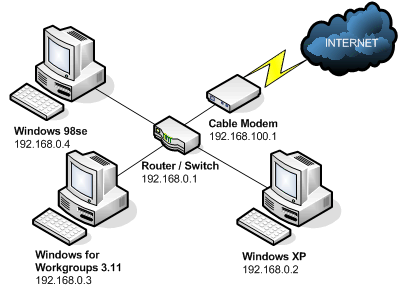 INTERNET
Cable Modem
192.168.100.1
Windows 98se
192.168.0.4
Router / Switch
192.168.0.1
Windows for
Workgroups 3.11
192.168.0.3
Windows XP
192.168.0.2